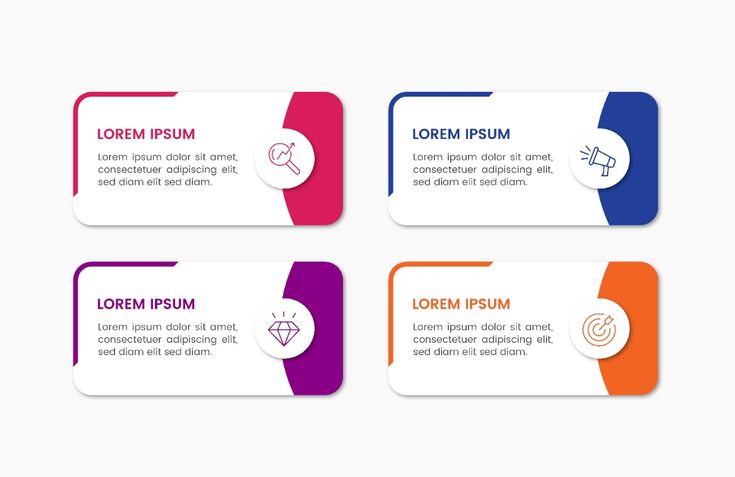 LOREM IPSUM
Lorem ipsum dolor sit amet,
consectetuer adipiscing elit,
sed diam elit sed diam.
LOREM IPSUM
Lorem ipsum dolor sit amet,
consectetuer adipiscing elit,
sed diam elit sed diam.
LOREM IPSUM
Lorem ipsum dolor sit amet,
consectetuer adipiscing elit,
sed diam elit sed diam.
LOREM IPSUM
Lorem ipsum dolor sit amet,
consectetuer adipiscing elit,
sed diam elit sed diam.